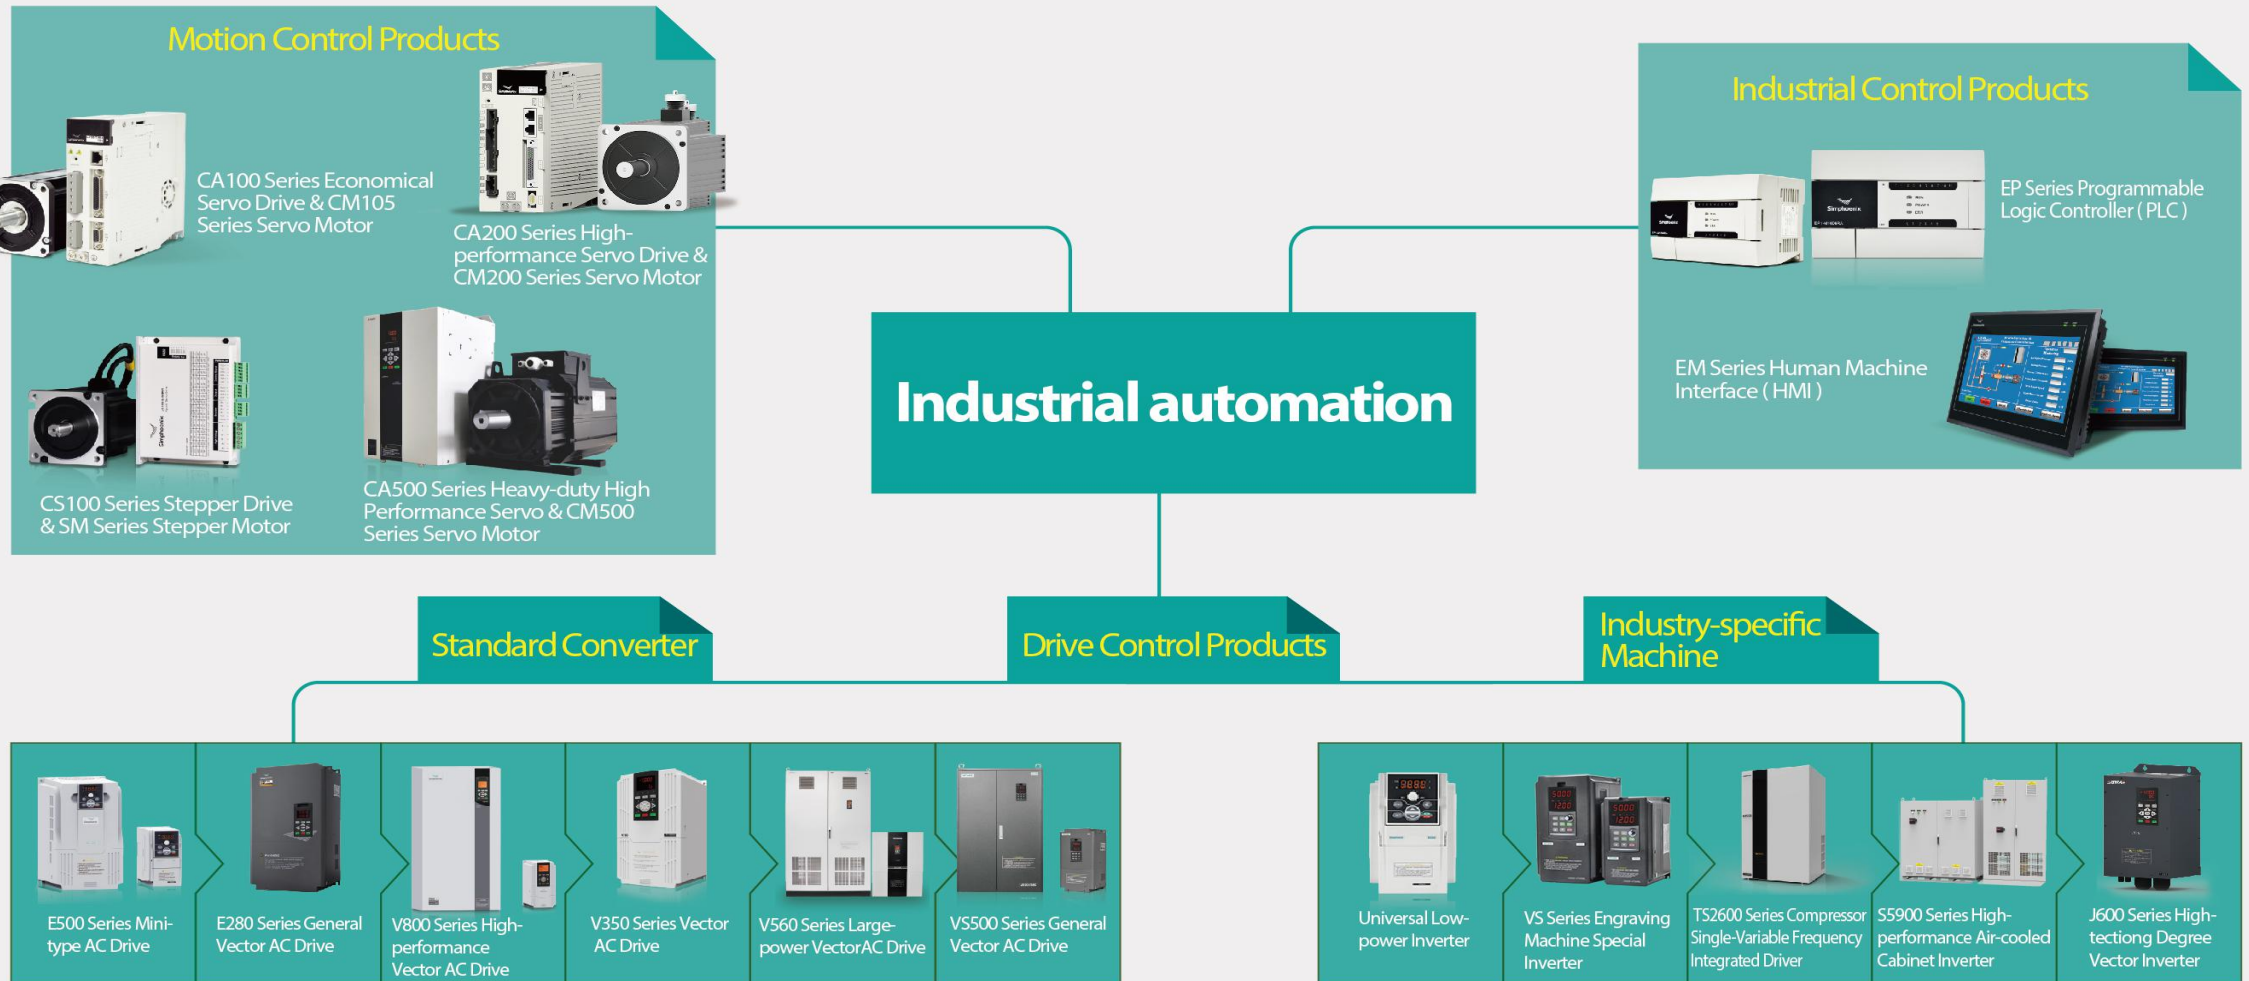 Motion Control Products
CA100 Series Economical
Servo Drive & CM105
Series Servo Motor
CA200 Series High-
performance Servo Drive &
CM200 Series Servo Motor
Simphoenix
CS100 Series Stepper Drive
& SM Series Stepper Motor
CA500 Series Heavy-duty High
Performance Servo & CM500
Series Servo Motor
Industrial Control Products
Simphoenix
EP Series Programmable
Logic Controller ( PLC )
EM Series Human Machine
Interface ( HMI )
Industrial automation
Standard Converter
Drive Control Products
Industry-specific
Machine
E500 Series Mini-
type AC Drive
E280 Series General
Vector AC Drive
V800 Series High-
performance
Vector AC Drive
V350 Series Vector
AC Drive
V560 Series Large-
power VectorAC Drive
VS500 Series General
Vector AC Drive
Universal Low-
power Inverter
5000
1200
5000
1200
VS Series Engraving
Machine Special
Inverter
TS2600 Series Compressor
Single-Variable Frequency
Integrated Driver
S5900 Series High-
performance Air-cooled
Cabinet Inverter
J600 Series High-
tectiong Degree
Vector Inverter